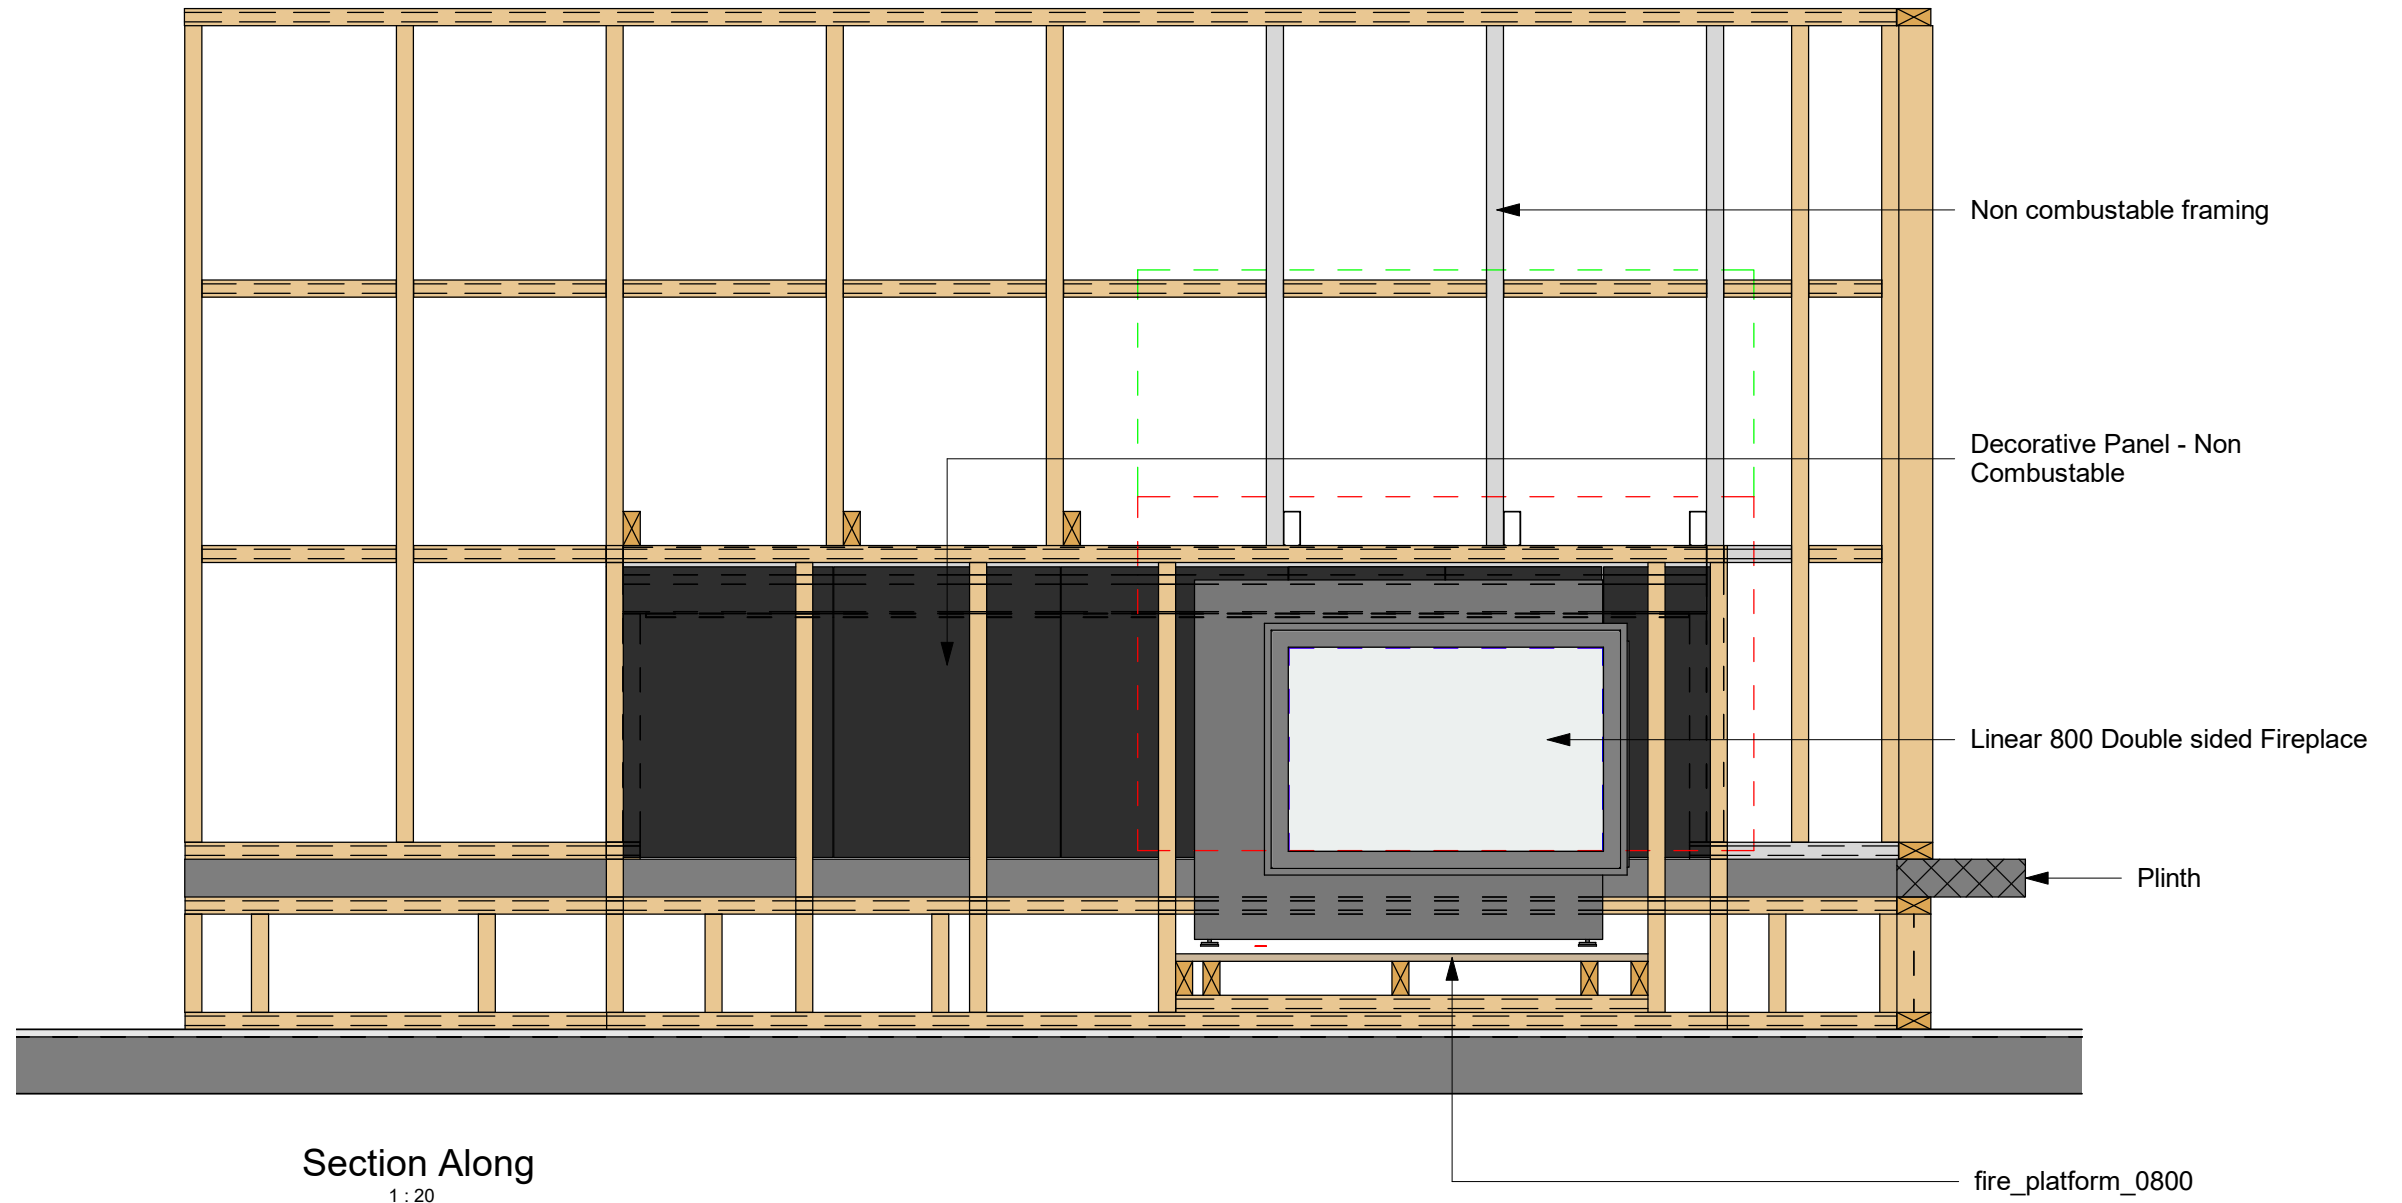 Non combustable framing
Decorative Panel - Non
Combustable
Linear 800 Double sided Fireplace
Plinth
Section Along
1 : 20
fire_platform_0800